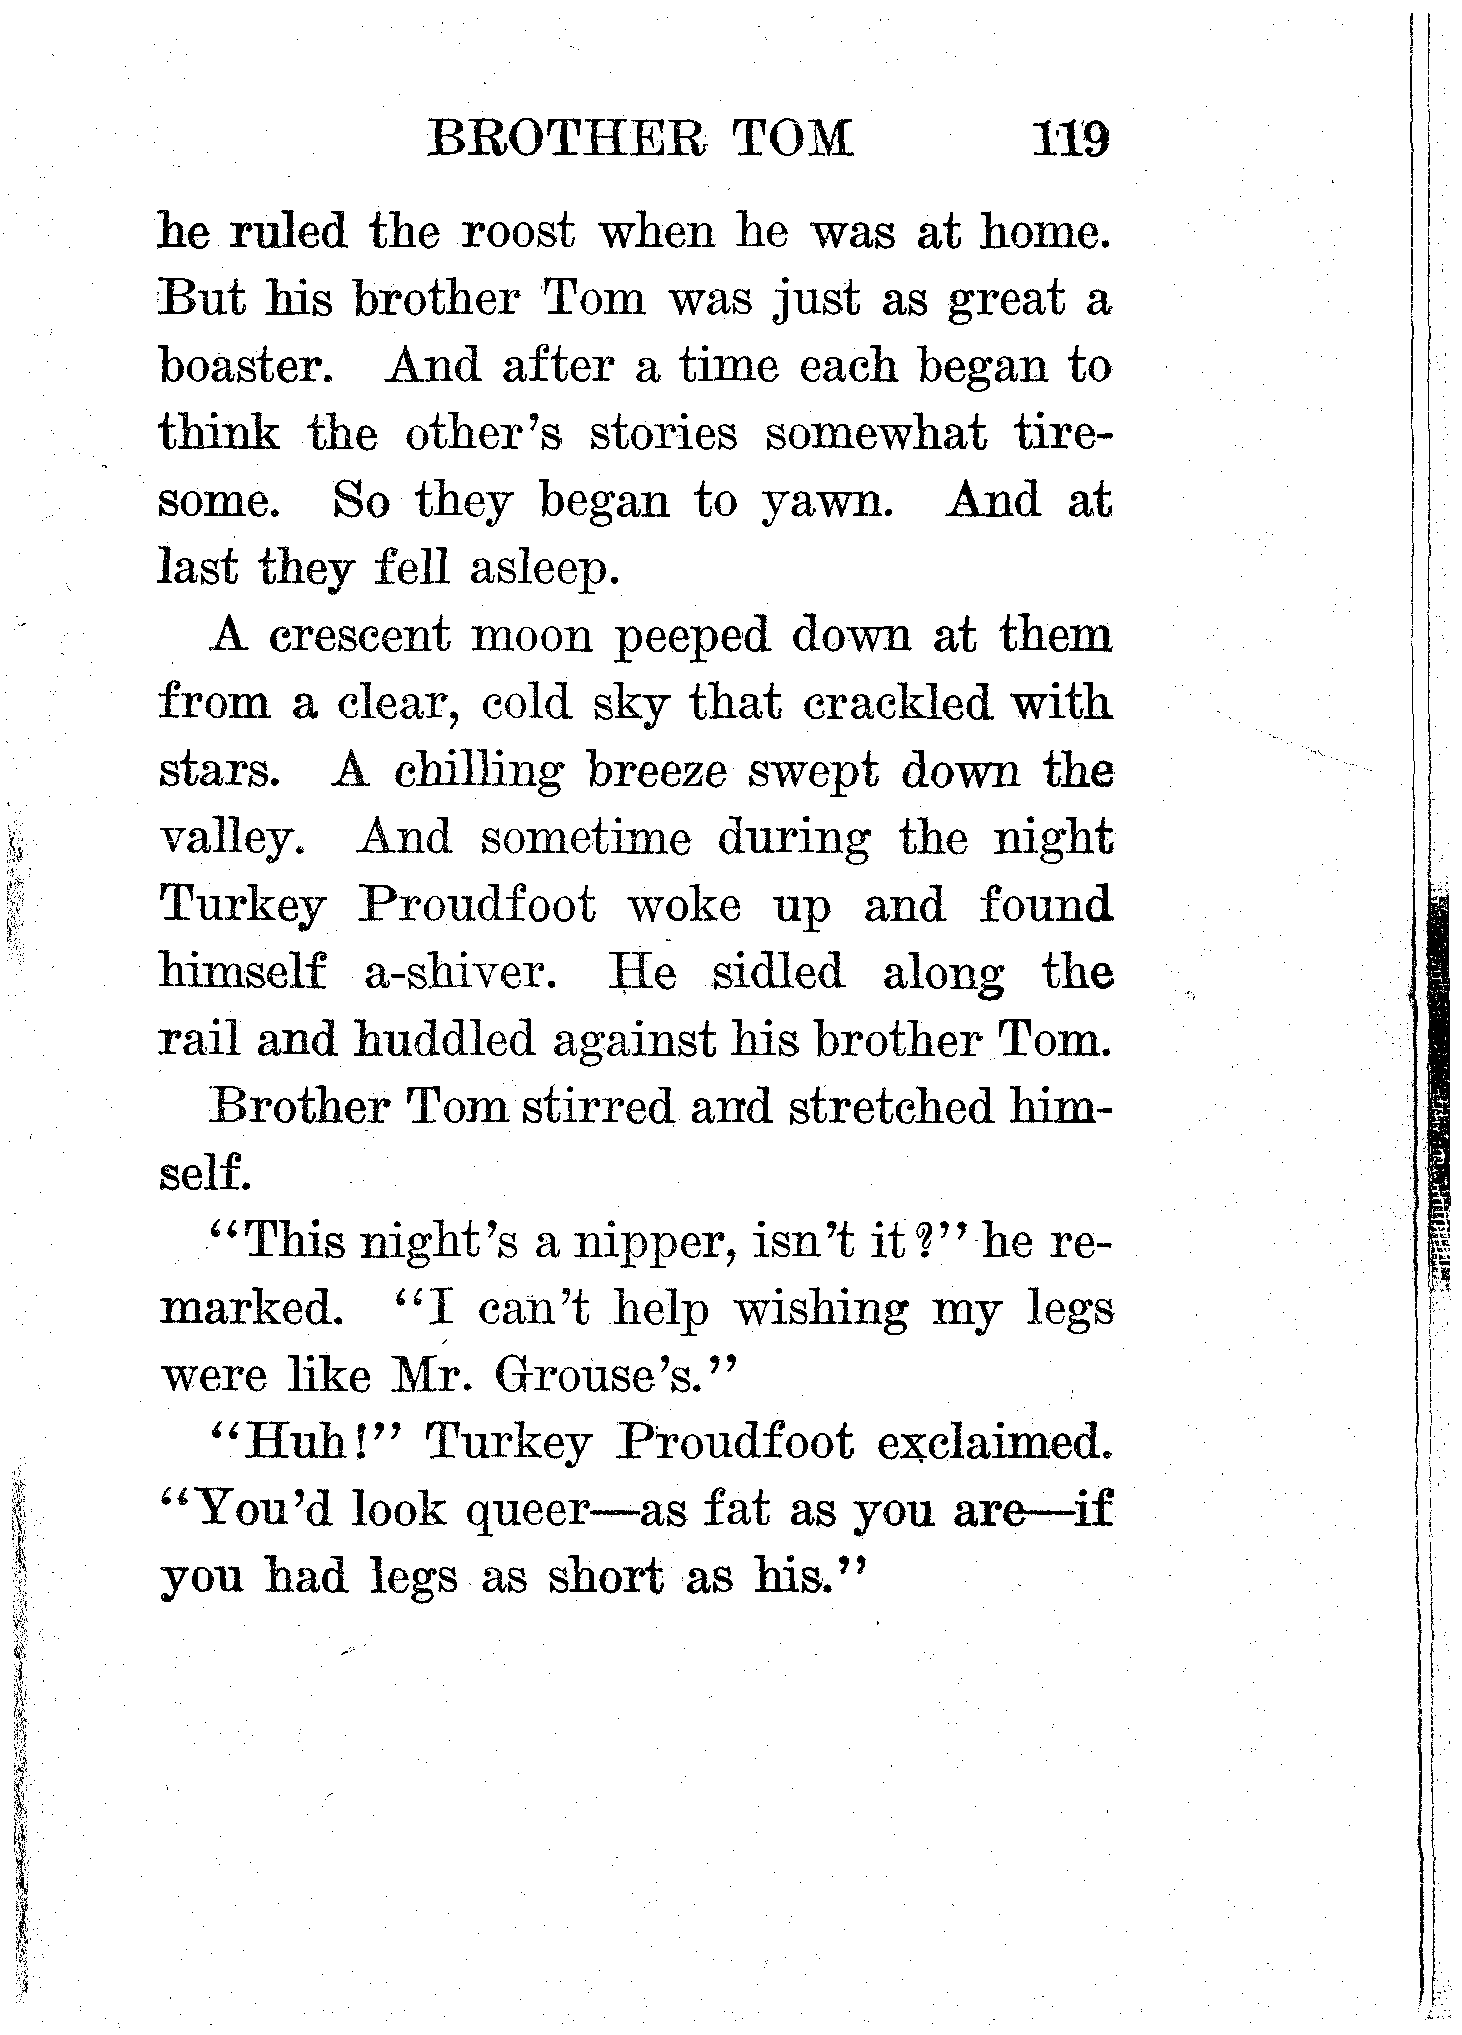 BROTHER TOM 119
he ruled the roost when he was at home.
But his brother Tom was just as great a
boaster. And after a time each began to
think the other's stories somewhat tire-
some. So they began to yawn. And at
last they fell asleep.
A crescent moon peeped down at them
from a clear, cold sky that crackled with
stars. A chilling breeze swept down the
valley. And sometime during the night
Turkey Proudfoot woke up and found
himself a-shiver. He sidled along the
rail and huddled against his brother Tom.
Brother Tom stirred and stretched him-
self.
"This night's a nipper, isn't it?" he re-
marked. "I can't help wishing my legs
were like Mr. Grouse's."
"Huh!" Turkey Proudfoot exclaimed.
"You'd look queer—as fat as you are—if
you had legs as short as his."